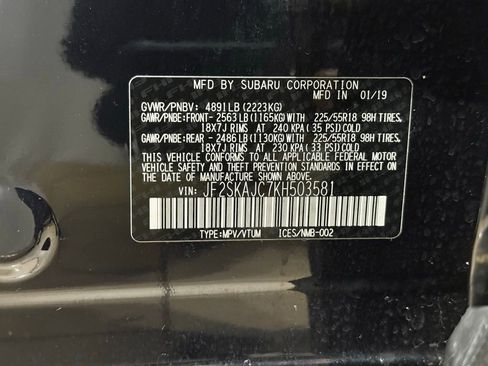 MFD BY SUBARU CORPORATION
MFD IN 01/19
GVWR/PNBV: 4891LB(2223KG)
GAWR/PNBE:FRONT- 2563LB(1165KG)WITH 225/55R18 98H TIRES,
18X7J RIMS AT 240 KPA(35 PSI)COLD
GAWR/PNBE:REAR - 2486LB(1130KG)WITH 225/55R18 98H TIRES,
18X7J RIMS AT 230 KPA(33 PSI)COLD
THIS VEHICLE CONFORMS TO ALL APPLICABLE FEDERAL MOTOR
VEHICLE SAFETY AND BUMPER STANDARDS IN EFFECT ON THE
DATE OF MANUFACTURE SHOWN ABOVE.
VIN: JF2SKAJC7KH503581
TYPE:MPV/VTUM ICES/NMB-002